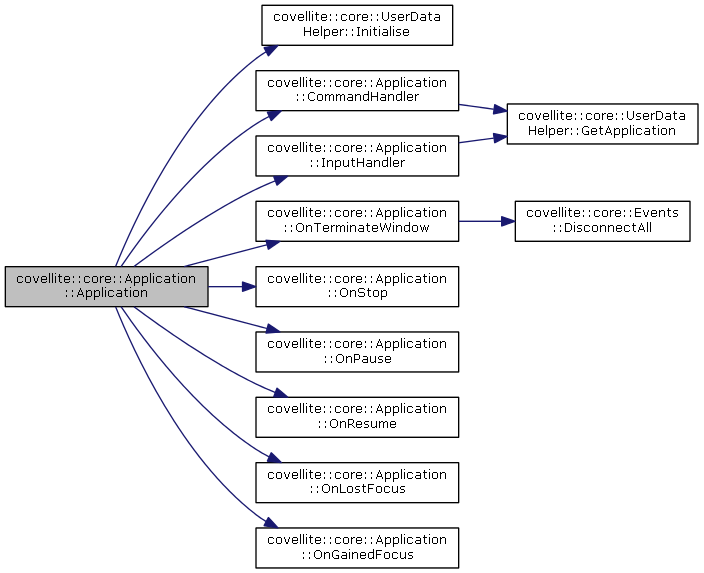 covellite::core::UserData
Helper::Initialise
covellite::core::Application
::CommandHandler
covellite::core::UserData
Helper::GetApplication
covellite::core::Application
::InputHandler
covellite::core::Application
::OnTerminateWindow
covellite::core::Events
::DisconnectAll
covellite::core::Application
::Application
covellite::core::Application
::OnStop
covellite::core::Application
::OnPause
covellite::core::Application
::OnResume
covellite::core::Application
::OnLostFocus
covellite::core::Application
::OnGainedFocus